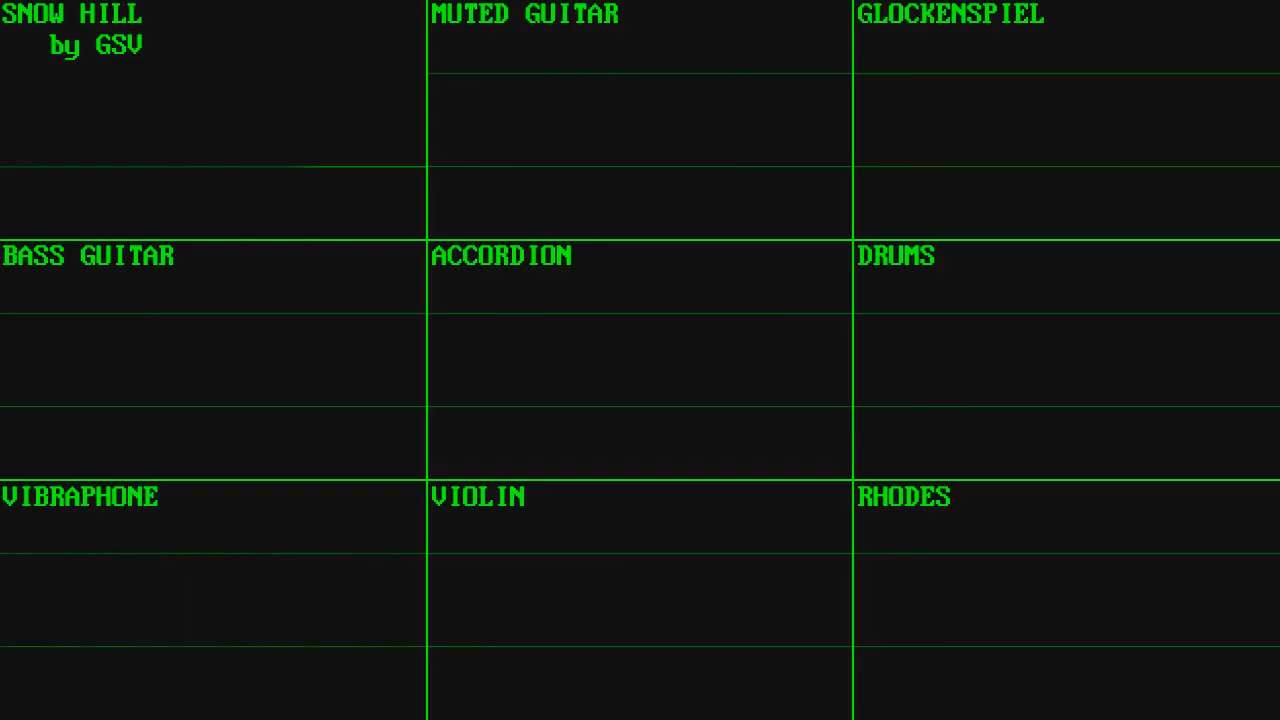 SNOW HILL
by GSV
MUTED GUITAR
GLOCKENSPIEL
BASS GUITAR
ACCORDION
DRUMS
VIBRAPHONE
VIOLIN
RHODES